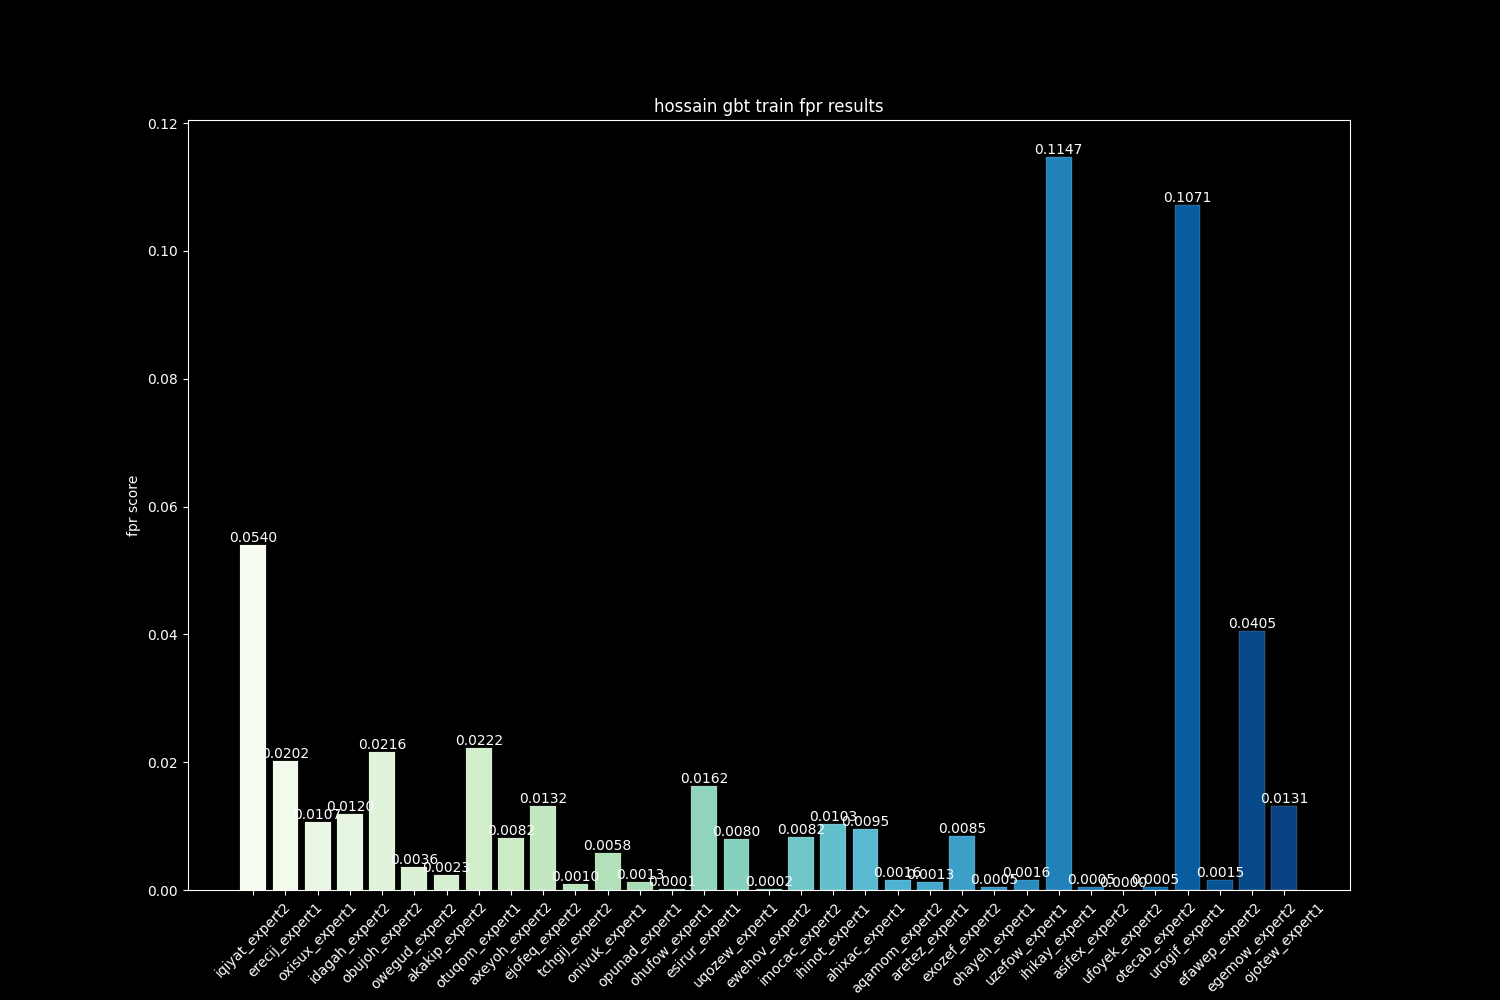 hossain gbt train fpr results
0.12
0.10
0.08
0.06
0.04
0.02
0.00
fpr score
0.0540
0.0202
0.0107
0.0120
0.0216
0.0036
0.0023
0.0222
0.0082
0.0132
0.0010
0.0058
0.0013
0.0001
0.0162
0.0080
0.0002
0.0082
0.0103
0.0095
0.0016
0.0013
0.0085
0.0005
0.0016
0.1147
0.0005
0.0000
0.0005
0.1071
0.0015
0.0405
0.0131
iqjyat_expert2
erecij_expert1
oxisux_expert1
idagah_expert2
obujoh_expert2
owegud_expert2
akakip_expert2
otuqom_expert1
axeyoh_expert2
ejofeq_expert2
tchgjj_expert2
onivuk_expert1
opunad_expert1
ohufow_expert1
esirur_expert1
uqozew_expert1
ewehov_expert2
imocac_expert2
ihinot_expert1
ahixac_expert1
aqamom_expert2
aretez_expert1
exozef_expert2
ohayeh_expert1
uzefow_expert1
ihikay_expert1
asifex_expert2
ufoyek_expert2
otecab_expert2
urogif_expert1
efawep_expert2
egemow_expert2
ojotew_expert1